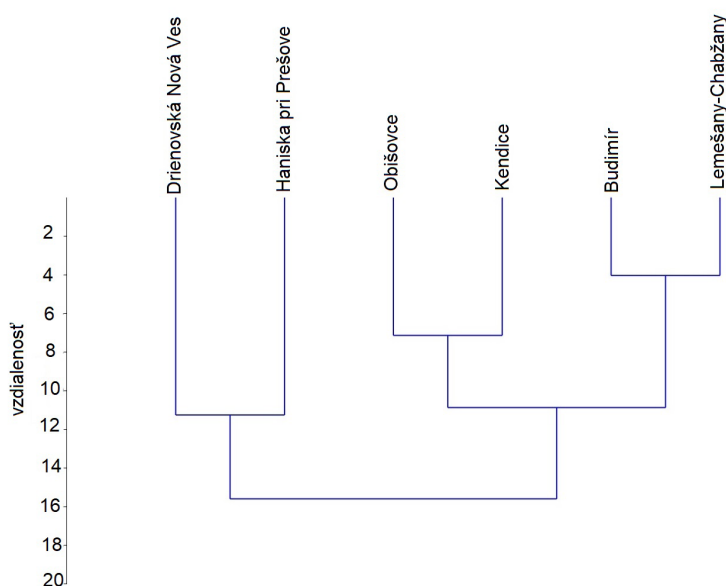 Drienovská Nová Ves
Haniska pri Prešove
Obišovce
Kendice
Budimír
Lemešany-Chabžany
vzdialenosť
2
4
6
8
10
12
14
16
18
20